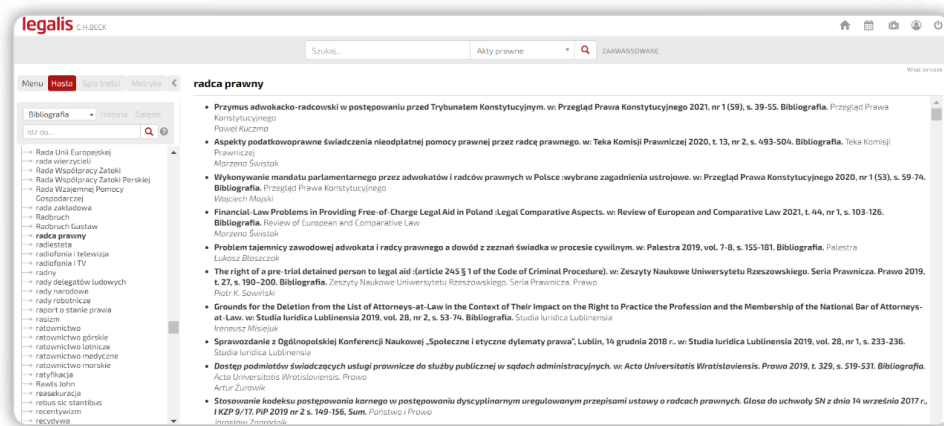 legalis C.H.BECK
Szukaj...
Akty prawne
ZAAWANSOWANE
Menu
Hasła
Spis treści
Metryka
Bibliografia
Historia
Idź do...
Rada Unii Europejskiej
rada wierzycieli
Rada Współpracy Zatoki
Rada Współpracy Zatoki Perskiej
Rada Wzajemnej Pomocy
Gospodarczej
rada zakładowa
Radbruch
Radbruch Gustaw
radca prawny
radiesteta
radiofonia i telewizja
radiofonia i TV
radny
rady delegatów ludowych
rady narodowe
rady robotnicze
raport o stanie prawa
rasizm
ratownictwo
ratownictwo górskie
ratownictwo lotnicze
ratownictwo medyczne
ratownictwo morskie
ratyfikacja
Rawls John
reasekuracja
rebus sic stantibus
recentywizm
recydywa
radca prawny
Przymus adwokacko-radcowski w postępowaniu przed Trybunałem Konstytucyjnym. w: Przegląd Prawa Konstytucyjnego 2021, nr 1 (59), s. 39-55. Bibliografia. Przegląd Prawa
Konstytucyjnego
Paweł Kuczma
Aspekty podatkowoprawne świadczenia nieodpłatnej pomocy prawnej przez radcę prawnego. w: Teka Komisji Prawniczej 2020, t. 13, nr 2, s. 493-504. Bibliografia. Teka Komisji
Prawniczej
Marzena Świstak
Wykonywanie mandatu parlamentarnego przez adwokatów i radców prawnych w Polsce :wybrane zagadnienia ustrojowe. w: Przegląd Prawa Konstytucyjnego 2020, nr 1 (53), s. 59-74.
Bibliografia. Przegląd Prawa Konstytucyjnego
Wojciech Mojski
Financial-Law Problems in Providing Free-of-Charge Legal Aid in Poland :Legal Comparative Aspects. w: Review of European and Comparative Law 2021, t. 44, nr 1, s. 103-126.
Bibliografia. Review of European and Comparative Law
Marzena Świstak
Problem tajemnicy zawodowej adwokata i radcy prawnego a dowód z zeznań świadka w procesie cywilnym. w: Palestra 2019, vol. 7-8, s. 155-181. Bibliografia. Palestra
Łukasz Błaszczak
The right of a pre-trial detained person to legal aid :(article 245 § 1 of the Code of Criminal Procedure). w: Zeszyty Naukowe Uniwersytetu Rzeszowskiego. Seria Prawnicza. Prawo 2019,
t. 27, s. 190–200. Bibliografia. Zeszyty Naukowe Uniwersytetu Rzeszowskiego. Seria Prawnicza. Prawo
Piotr K. Sowiński
Grounds for the Deletion from the List of Attorneys-at-Law in the Context of Their Impact on the Right to Practice the Profession and the Membership of the National Bar of Attorneys-
at-Law. w: Studia Iuridica Lublinensia 2019, vol. 28, nr 2, s. 53-74. Bibliografia. Studia Iuridica Lublinensia
Ireneusz Misiejuk
Sprawozdanie z Ogólnopolskiej Konferencji Naukowej „Społeczne i etyczne dylematy prawa”, Lublin, 14 grudnia 2018 r.. w: Studia Iuridica Lublinensia 2019, vol. 28, nr 1, s. 233-236.
Studia Iuridica Lublinensia
Dostęp podmiotów świadczących usługi prawnicze do służby publicznej w sądach administracyjnych. w: Acta Universitatis Wratislaviensis. Prawo 2019, t. 329, s. 519-531. Bibliografia.
Acta Universitatis Wratislaviensis. Prawo
Artur Żurawik
Stosowanie kodeksu postępowania karnego w postępowaniu dyscyplinarnym uregulowanym przepisami ustawy o radcach prawnych. Glosa do uchwały SN z dnia 14 września 2017 r.,
I KZP 9/17. PiP 2019 nr 2 s. 149-156, Sum. Państwo i Prawo
Jarosław Zagrodnik